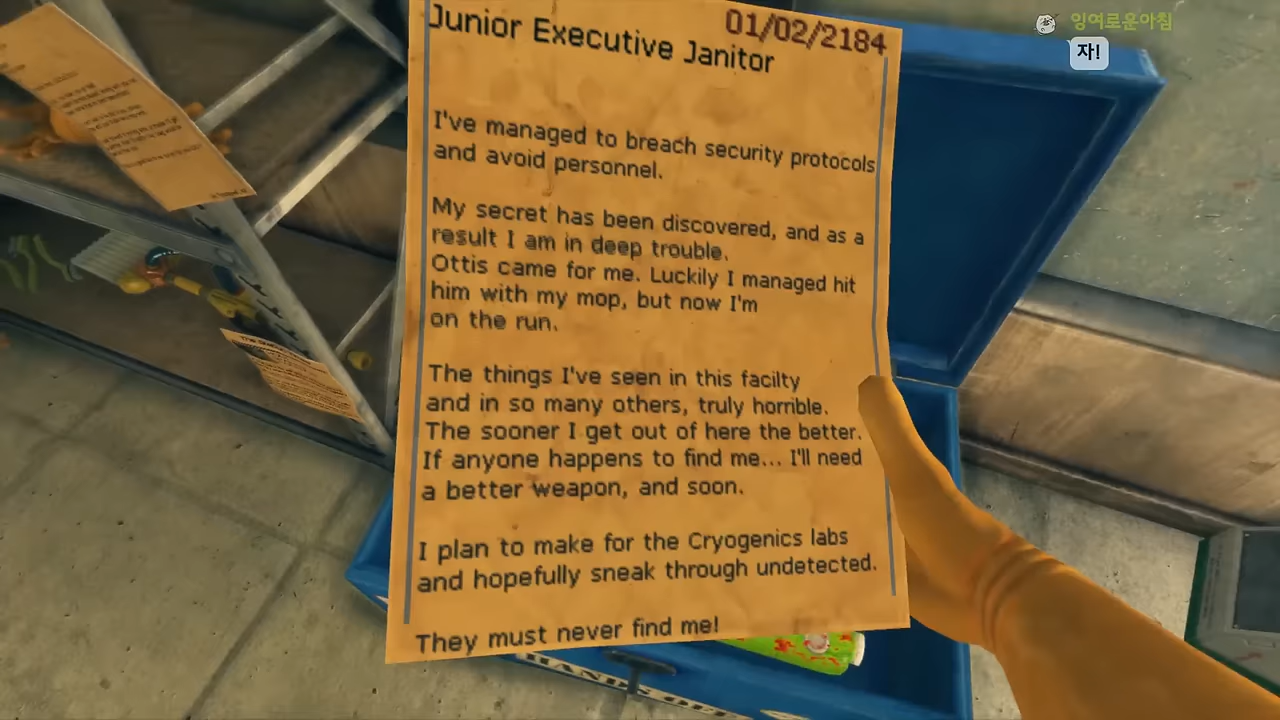 01/02/2184
Junior Executive Janitor
I've managed to breach security protocols
and avoid personnel.
My secret has been discovered, and as a
result I am in deep trouble.
Ottis came for me. Luckily I managed hit
him with my mop, but now I'm
on the run.
The things I've seen in this facilty
and in so many others, truly horrible.
The sooner I get out of here the better.
If anyone happens to find me... I'll need
a better weapon, and soon.
I plan to make for the Cryogenics labs
and hopefully sneak through undetected.
They must never find me!
HANDS OFF
잉여로운아침
자!